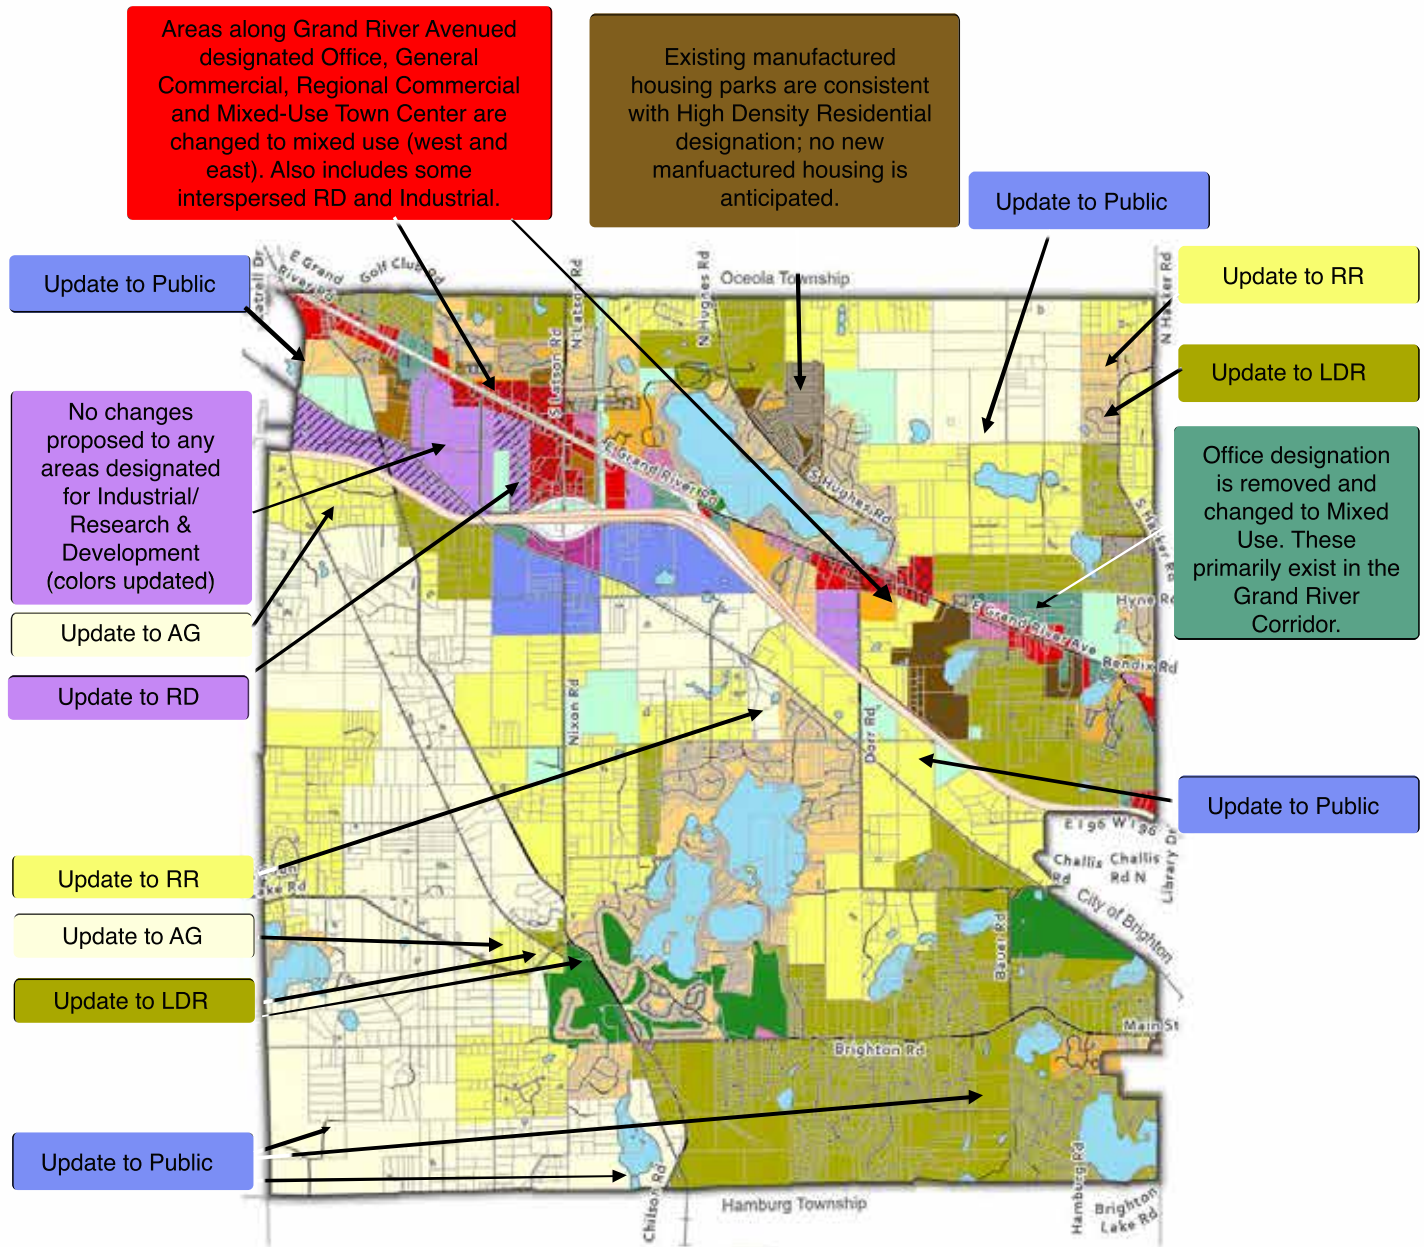 Areas along Grand River Avenued
designated Office, General
Commercial, Regional Commercial
and Mixed-Use Town Center are
changed to mixed use (west and
east). Also includes some
interspersed RD and Industrial.
Existing manufactured
housing parks are consistent
with High Density Residential
designation; no new
manfuactured housing is
anticipated.
Update to Public
Update to Public
Update to RR
Update to LDR
No changes
proposed to any
areas designated
for Industrial/
Research &
Development
(colors updated)
Office designation
is removed and
changed to Mixed
Use. These
primarily exist in the
Grand River
Corridor.
Update to AG
Update to RD
Update to Public
Update to RR
Update to AG
Update to LDR
Update to Public
E Grand
River Rd
Golf Club Rd
N Latson Rd
S Latson Rd
N Hughes Rd
Oceola Township
N Hacker Rd
E Grand River Rd
S Hughes Rd
S Hacker Rd
Hyne Rd
E Grand River Ave
Bendix Rd
Nixon Rd
Dorr Rd
E I 96 W I 96
Challis
Rd
Challis
Rd N
Library Dr
City of Brighton
Bauer Rd
Main St
Brighton Rd
Chilson Rd
Hamburg Township
Hamburg Rd
Brighton
Lake Rd